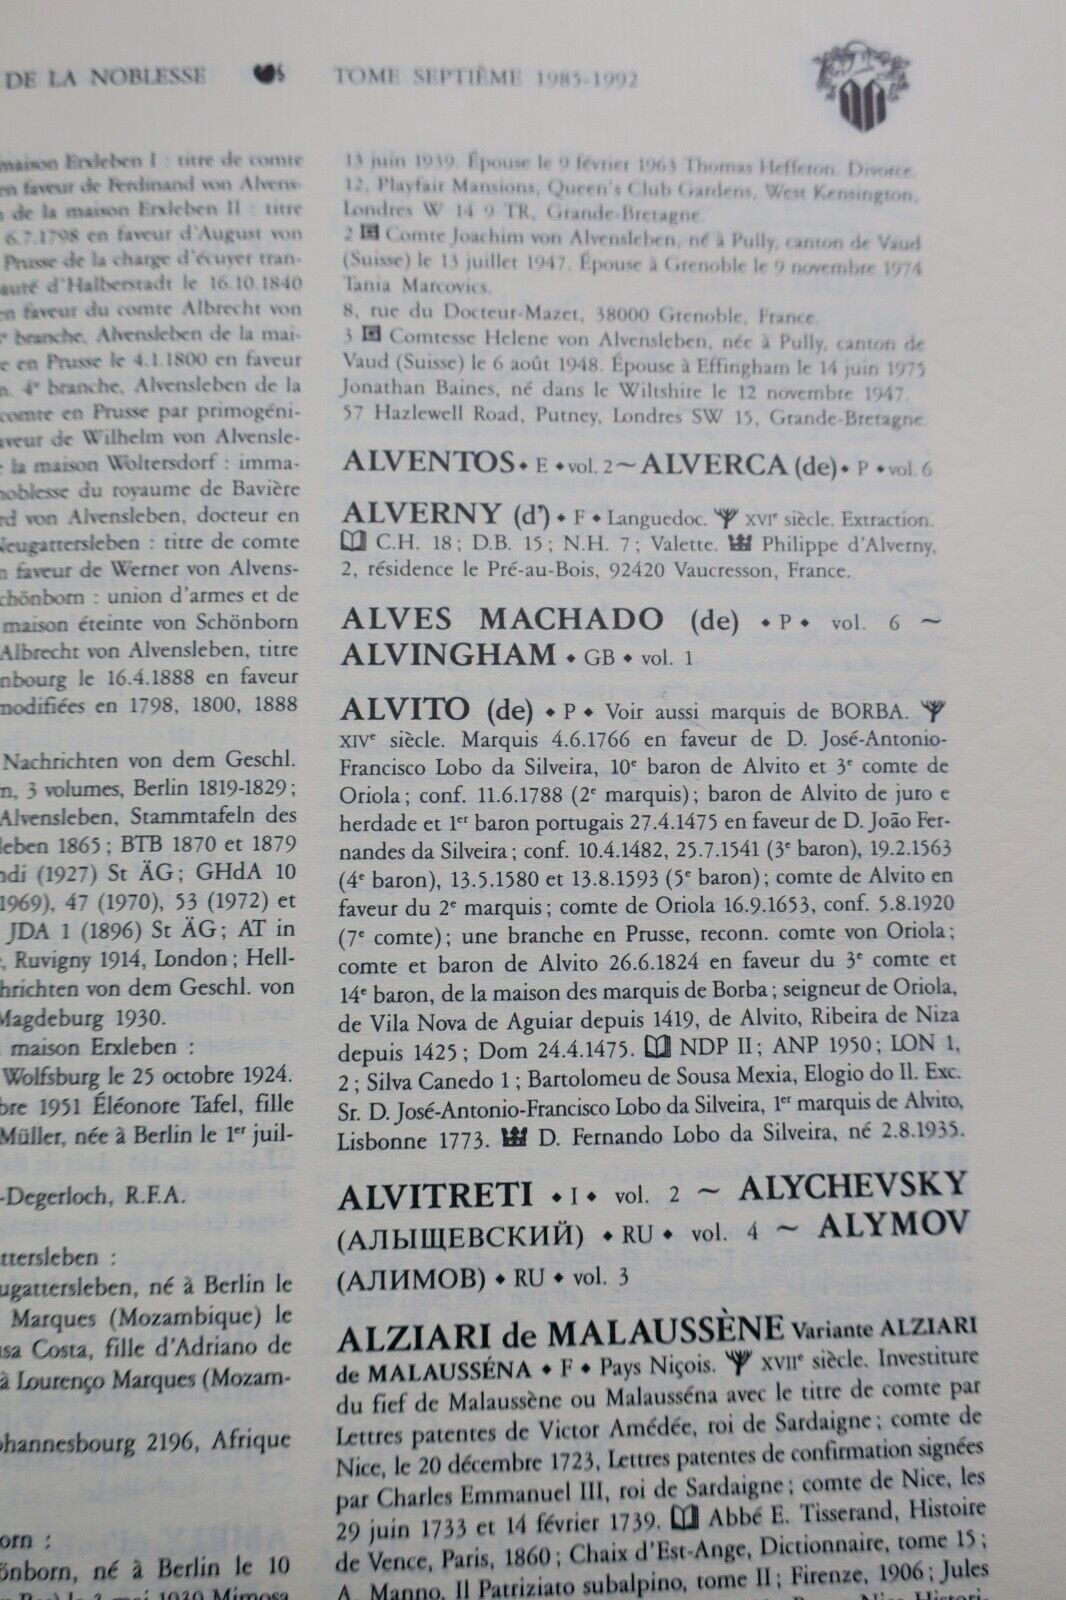 DE LA NOBLESSE
TOME SEPTIÈME 1985-1992
maison Erxleben I : titre de comte
en faveur de Ferdinand von Alvens-
de la maison Erxleben II : titre
6.7.1798 en faveur d'August von
Prusse de la charge d'écuyer tran-
auté d'Halberstadt le 16.10.1840
en faveur du comte Albrecht von
branche. Alvensleben de la mai-
e en Prusse le 4.1.1800 en faveur
n. 4e branche. Alvensleben de la
comte en Prusse par primogéni-
aveur de Wilhelm von Alvensle-
la maison Woltersdorf : imma-
noblesse du royaume de Bavière
rd von Alvensleben, docteur en
Neugattersleben : titre de comte
n faveur de Werner von Alvens-
chönborn : union d'armes et de
maison éteinte von Schönborn
Albrecht von Alvensleben, titre
nbourg le 16.4.1888 en faveur
modifiées en 1798, 1800, 1888
Nachrichten von dem Geschl.
n, 3 volumes, Berlin 1819-1829;
Alvensleben, Stammtafeln des
leben 1865; BTB 1870 et 1879
ndi (1927) St ÄG; GHdA 10
1969), 47 (1970), 53 (1972) et
JDA 1 (1896) St ÄG; AT in
, Ruvigny 1914, London; Hell-
hrichten von dem Geschl. von
Magdeburg 1930.
maison Erxleben :
Wolfsburg le 25 octobre 1924.
bre 1951 Éléonore Tafel, fille
Müller, née à Berlin le 1er juil-
-Degerloch, R.F.A.
ttersleben :
ugattersleben, né à Berlin le
Marques (Mozambique) le
sa Costa, fille d'Adriano de
à Lourenço Marques (Mozam-
ohannesbourg 2196, Afrique
orn :
önborn, né à Berlin le 10
le 3 mai 1939 Mimosa
13 juin 1939. Épouse le 9 février 1963 Thomas Hefferon. Divorce.
12, Playfair Mansions, Queen's Club Gardens, West Kensington,
Londres W 14 9 TR, Grande-Bretagne.
2 Comte Joachim von Alvensleben, né à Pully, canton de Vaud
(Suisse) le 13 juillet 1947. Épouse à Grenoble le 9 novembre 1974
Tania Marcovics.
8, rue du Docteur-Mazet, 38000 Grenoble, France.
3 Comtesse Helene von Alvensleben, née à Pully, canton de
Vaud (Suisse) le 6 août 1948. Épouse à Effingham le 14 juin 1975
Jonathan Baines, né dans le Wiltshire le 12 novembre 1947.
57 Hazlewell Road, Putney, Londres SW 15, Grande-Bretagne.
ALVENTOS ◆ E ◆ vol. 2 ~ ALVERCA (de) ◆ P ◆ vol. 6
ALVERNY (d') ◆ F ◆ Languedoc. XVIe siècle. Extraction.
C.H. 18; D.B. 15; N.H. 7; Valette. Philippe d'Alverny,
2, résidence le Pré-au-Bois, 92420 Vaucresson, France.
ALVES MACHADO (de) ◆ P ◆ vol. 6 ~
ALVINGHAM ◆ GB ◆ vol. 1
ALVITO (de) ◆ P ◆ Voir aussi marquis de BORBA.
XIVe siècle. Marquis 4.6.1766 en faveur de D. José-Antonio-
Francisco Lobo da Silveira, 10e baron de Alvito et 3e comte de
Oriola; conf. 11.6.1788 (2e marquis); baron de Alvito de juro e
herdade et 1er baron portugais 27.4.1475 en faveur de D. João Fer-
nandes da Silveira; conf. 10.4.1482, 25.7.1541 (3e baron), 19.2.1563
(4e baron), 13.5.1580 et 13.8.1593 (5e baron); comte de Alvito en
faveur du 2e marquis; comte de Oriola 16.9.1653, conf. 5.8.1920
(7e comte); une branche en Prusse, reconn. comte von Oriola;
comte et baron de Alvito 26.6.1824 en faveur du 3e comte et
14e baron, de la maison des marquis de Borba; seigneur de Oriola,
de Vila Nova de Aguiar depuis 1419, de Alvito, Ribeira de Niza
depuis 1425; Dom 24.4.1475. NDP II; ANP 1950; LON 1,
2; Silva Canedo 1; Bartolomeu de Sousa Mexia, Elogio do Il. Exc.
Sr. D. José-Antonio-Francisco Lobo da Silveira, 1er marquis de Alvito,
Lisbonne 1773. D. Fernando Lobo da Silveira, né 2.8.1935.
ALVITRETI ◆ I ◆ vol. 2 ~ ALYCHEVSKY
(АЛЫЩЕВСКИЙ) ◆ RU ◆ vol. 4 ~ ALYMOV
(АЛИМОВ) ◆ RU ◆ vol. 3
ALZIARI de MALAUSSÈNE Variante ALZIARI
de MALAUSSÉNA ◆ F ◆ Pays Niçois. XVIIe siècle. Investiture
du fief de Malaussène ou Malausséna avec le titre de comte par
Lettres patentes de Victor Amédée, roi de Sardaigne; comte de
Nice, le 20 décembre 1723, Lettres patentes de confirmation signées
par Charles Emmanuel III, roi de Sardaigne; comte de Nice, les
29 juin 1733 et 14 février 1739. Abbé E. Tisserand, Histoire
de Vence, Paris, 1860; Chaix d'Est-Ange, Dictionnaire, tome 15;
A. Manno, Il Patriziato subalpino, tome II; Firenze, 1906; Jules